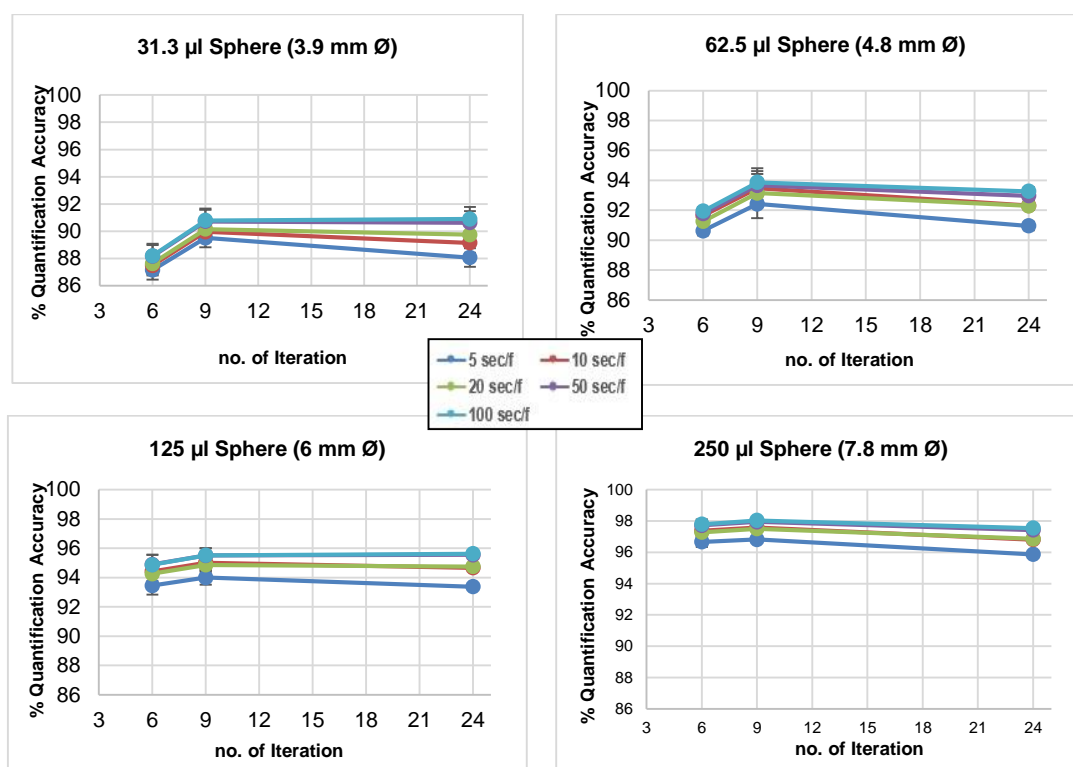 31.3 µl Sphere (3.9 mm Ø)
% Quantification Accuracy
100
98
96
94
92
90
88
86
3 6 9 12 15 18 21 24
no. of Iteration
62.5 µl Sphere (4.8 mm Ø)
% Quantification Accuracy
100
98
96
94
92
90
88
86
3 6 9 12 15 18 21 24
no. of Iteration
5 sec/f 10 sec/f
20 sec/f 50 sec/f
100 sec/f
125 µl Sphere (6 mm Ø)
% Quantification Accuracy
100
98
96
94
92
90
88
86
3 6 9 12 15 18 21 24
no. of Iteration
250 µl Sphere (7.8 mm Ø)
% Quantification Accuracy
100
98
96
94
92
90
88
86
3 6 9 12 15 18 21 24
no. of Iteration